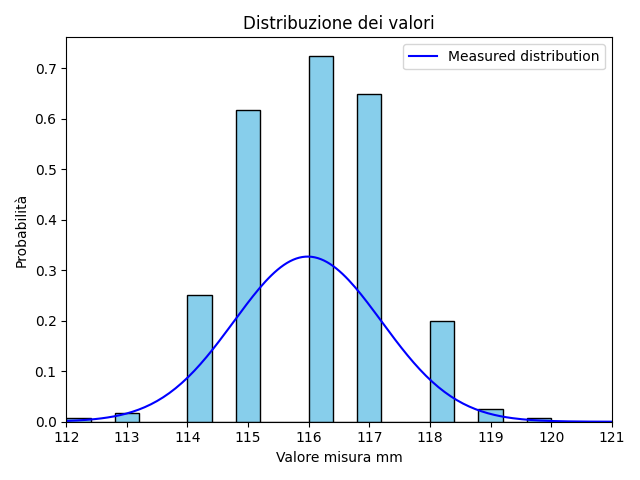 Distribuzione dei valori
Measured distribution
Probabilità
0.7
0.6
0.5
0.4
0.3
0.2
0.1
0.0
112 113 114 115 116 117 118 119 120 121
Valore misura mm